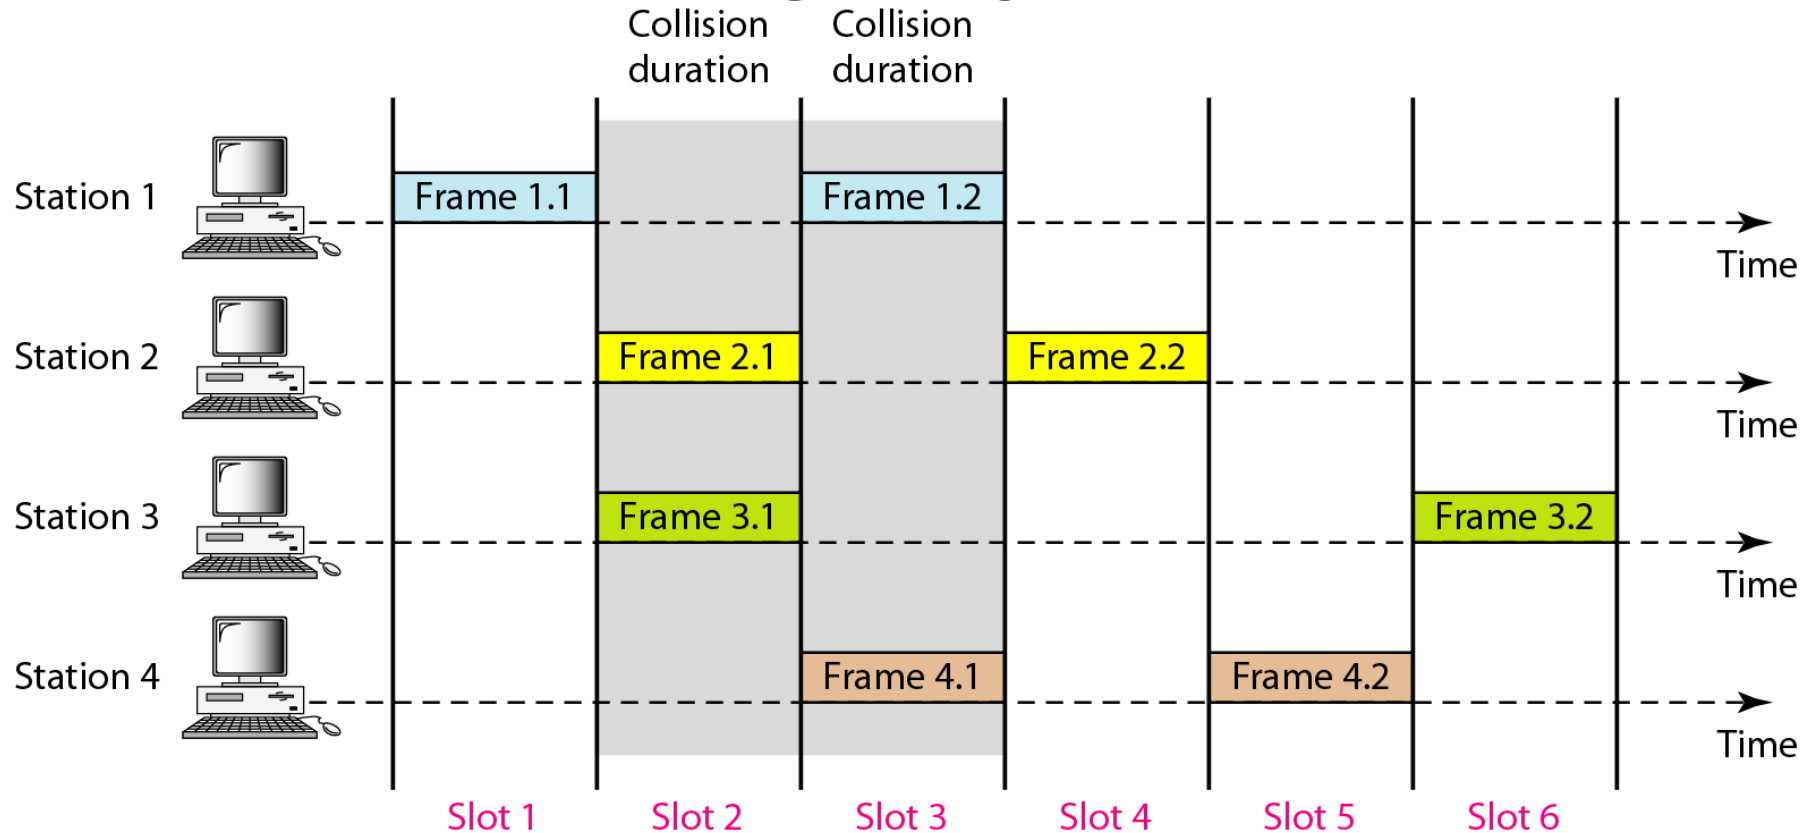 Collision Collision
duration duration
Station 1 Frame 1.1 Frame 1.2
Time
Station 2 Frame 2.1 Frame 2.2
Time
Station 3 Frame 3.1 Frame 3.2
Time
Station 4 Frame 4.1 Frame 4.2
Time
Slot 1 Slot 2 Slot 3 Slot 4 Slot 5 Slot 6